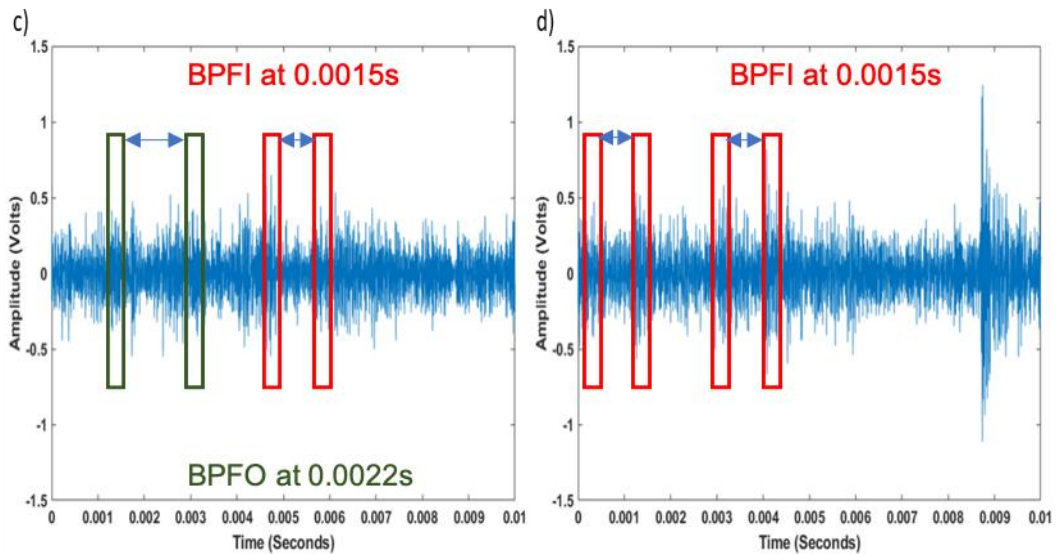 c)
BPFI at 0.0015s
1.5
1
0.5
0
-0.5
-1
-1.5
Amplitude (Volts)
BPFO at 0.0022s
0 0.001 0.002 0.003 0.004 0.005 0.006 0.007 0.008 0.009 0.01
Time (Seconds)
d)
BPFI at 0.0015s
1.5
1
0.5
0
-0.5
-1
-1.5
Amplitude (Volts)
0 0.001 0.002 0.003 0.004 0.005 0.006 0.007 0.008 0.009 0.01
Time (Seconds)